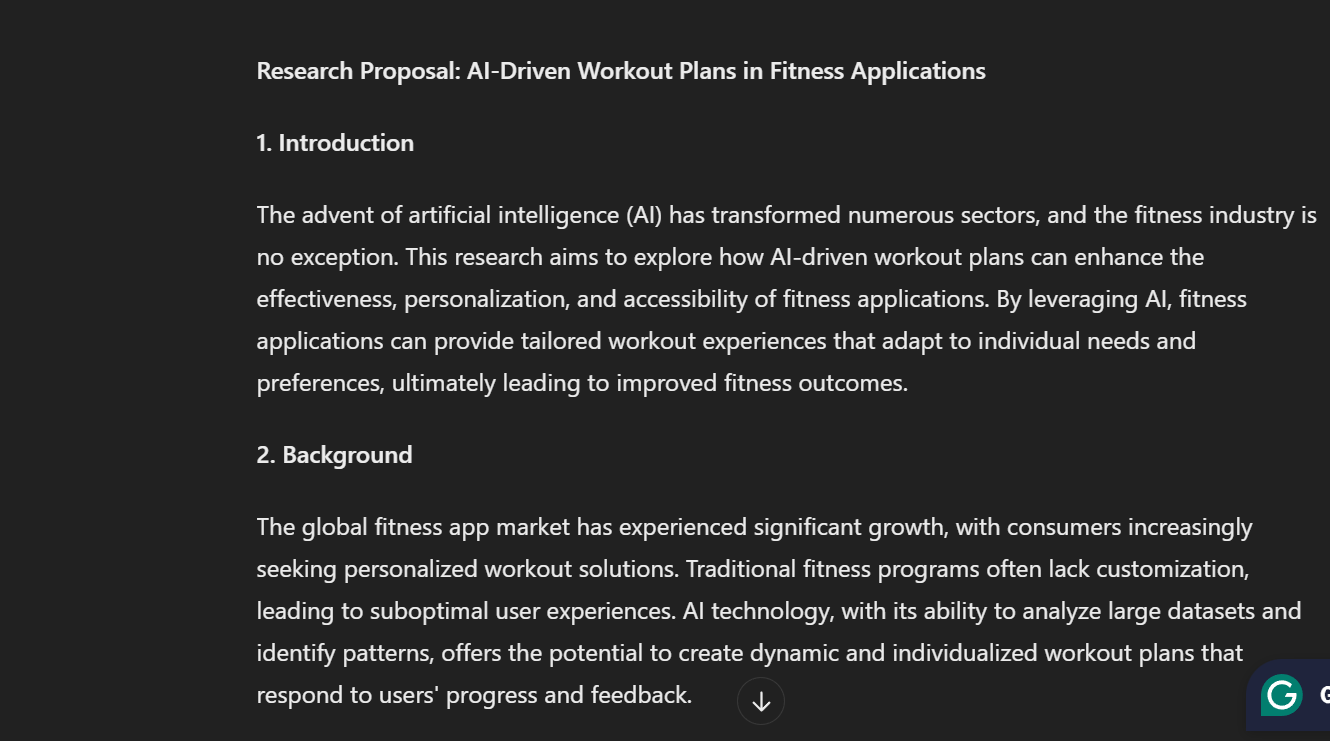 Research Proposal: AI-Driven Workout Plans in Fitness Applications
1. Introduction
The advent of artificial intelligence (AI) has transformed numerous sectors, and the fitness industry is
no exception. This research aims to explore how AI-driven workout plans can enhance the
effectiveness, personalization, and accessibility of fitness applications. By leveraging AI, fitness
applications can provide tailored workout experiences that adapt to individual needs and
preferences, ultimately leading to improved fitness outcomes.
2. Background
The global fitness app market has experienced significant growth, with consumers increasingly
seeking personalized workout solutions. Traditional fitness programs often lack customization,
leading to suboptimal user experiences. AI technology, with its ability to analyze large datasets and
identify patterns, offers the potential to create dynamic and individualized workout plans that
respond to users' progress and feedback.